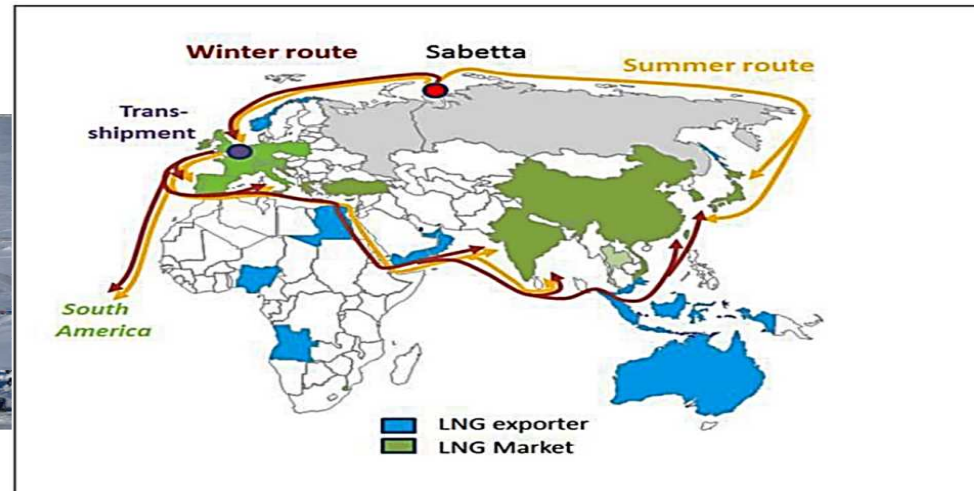 Winter route
Sabetta
Summer route
Trans-
shipment
South
America
LNG exporter
LNG Market